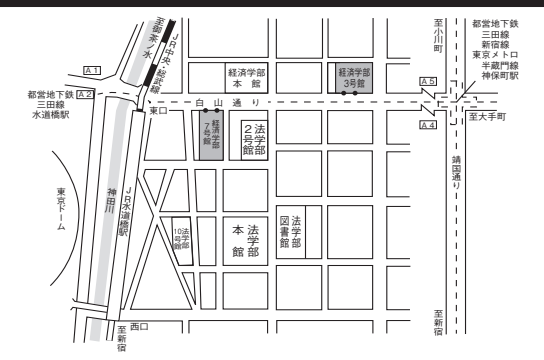 至御茶ノ水
JR中央・総武線
至小川町
都営地下鉄
三田線
新宿線
東京メトロ
半蔵門線
神保町駅
A1
経済学部
本館
経済学部
3号館
A5
都営地下鉄
三田線
水道橋駅
A2
白山通り
東口
A4
至大手町
経済学部
7号館
法学部
2号館
靖国通り
東京ドーム
神田川
JR水道橋駅
法学部
10号館
法学部
本館
法学部
図書館
西口
至新宿
至新宿